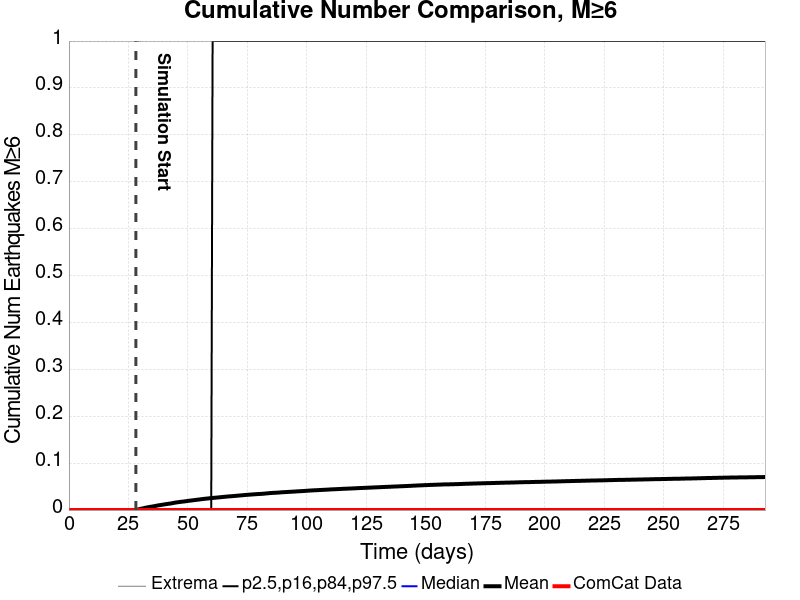 Cumulative Number Comparison, M≥6
Cumulative Num Earthquakes M≥6
1
0.9
0.8
0.7
0.6
0.5
0.4
0.3
0.2
0.1
0
Simulation Start
0 25 50 75 100 125 150 175 200 225 250 275
Time (days)
Extrema p2.5,p16,p84,p97.5 Median Mean ComCat Data